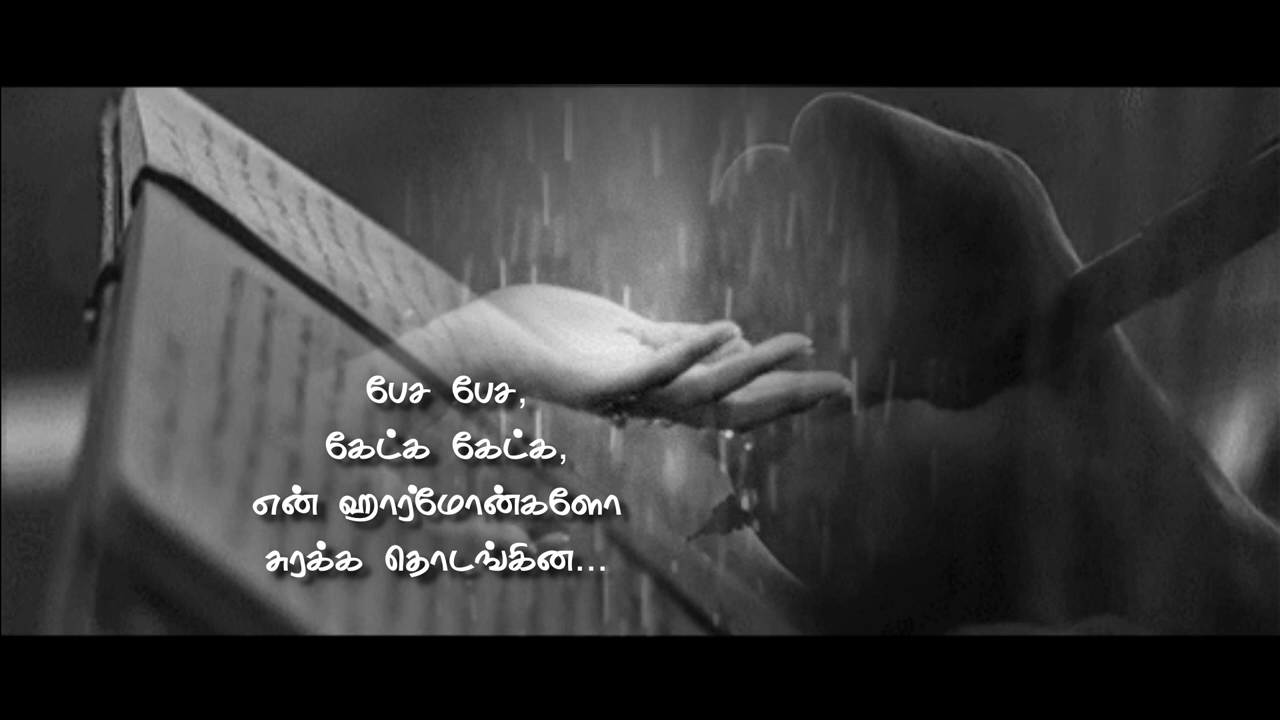 பேச பேச,
கேட்க கேட்க,
என் ஹார்மோன்களோ
சுரக்க தொடங்கின...